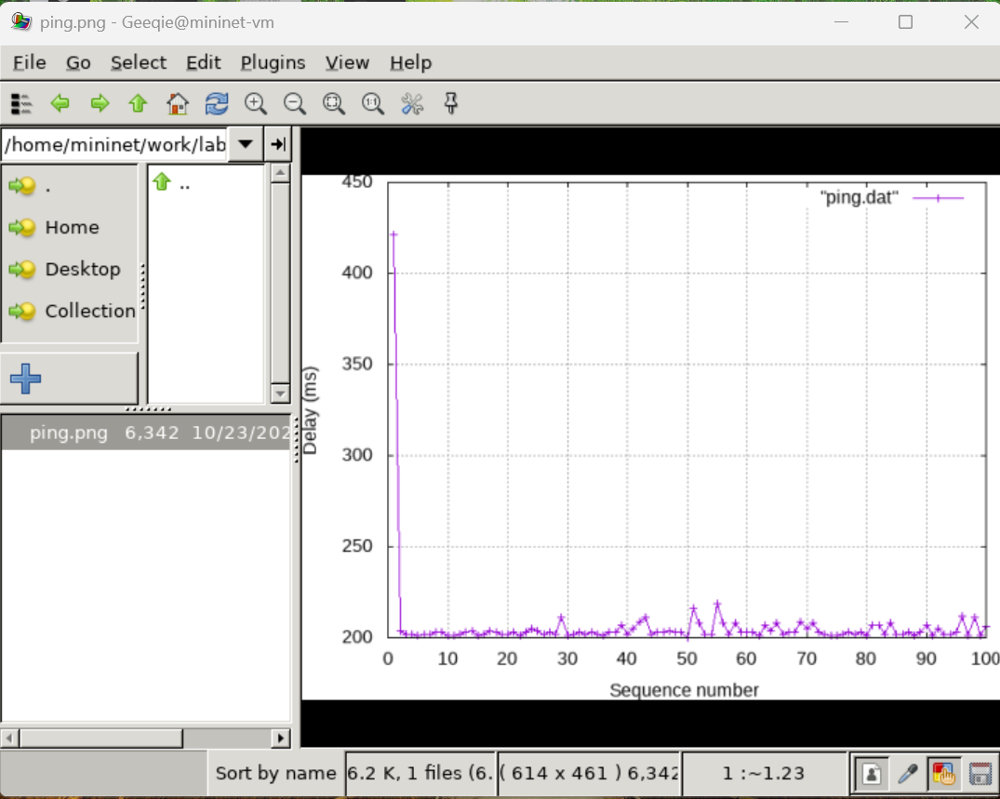 ping.png - Geeqie@mininet-vm
File Go Select Edit Plugins View Help
/home/mininet/work/lab
.
Home
Desktop
Collection
..
ping.png 6,342 10/23/202
450
400
350
300
250
200
Delay (ms)
"ping.dat"
0 10 20 30 40 50 60 70 80 90 100
Sequence number
Sort by name 6.2 K, 1 files (6. ( 614 x 461 ) 6,342 1 :~1.23